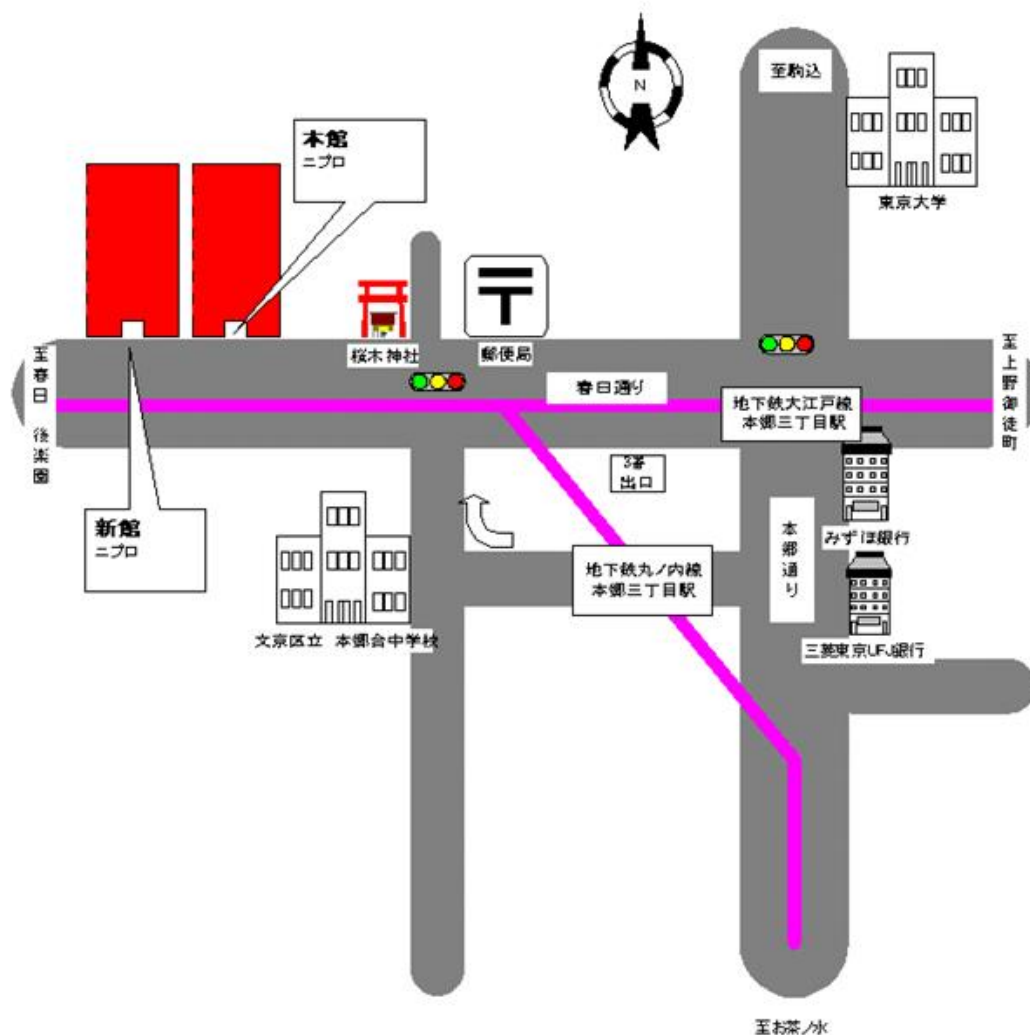 N
至駒込
東京大学
本館
ニプロ
桜木神社
郵便局
至春日 後楽園
春日通り
地下鉄大江戸線
本郷三丁目駅
至上野御徒町
3番
出口
みずほ銀行
新館
ニプロ
本郷通り
地下鉄丸ノ内線
本郷三丁目駅
文京区立 本郷台中学校
三菱東京UFJ銀行
至お茶ノ水